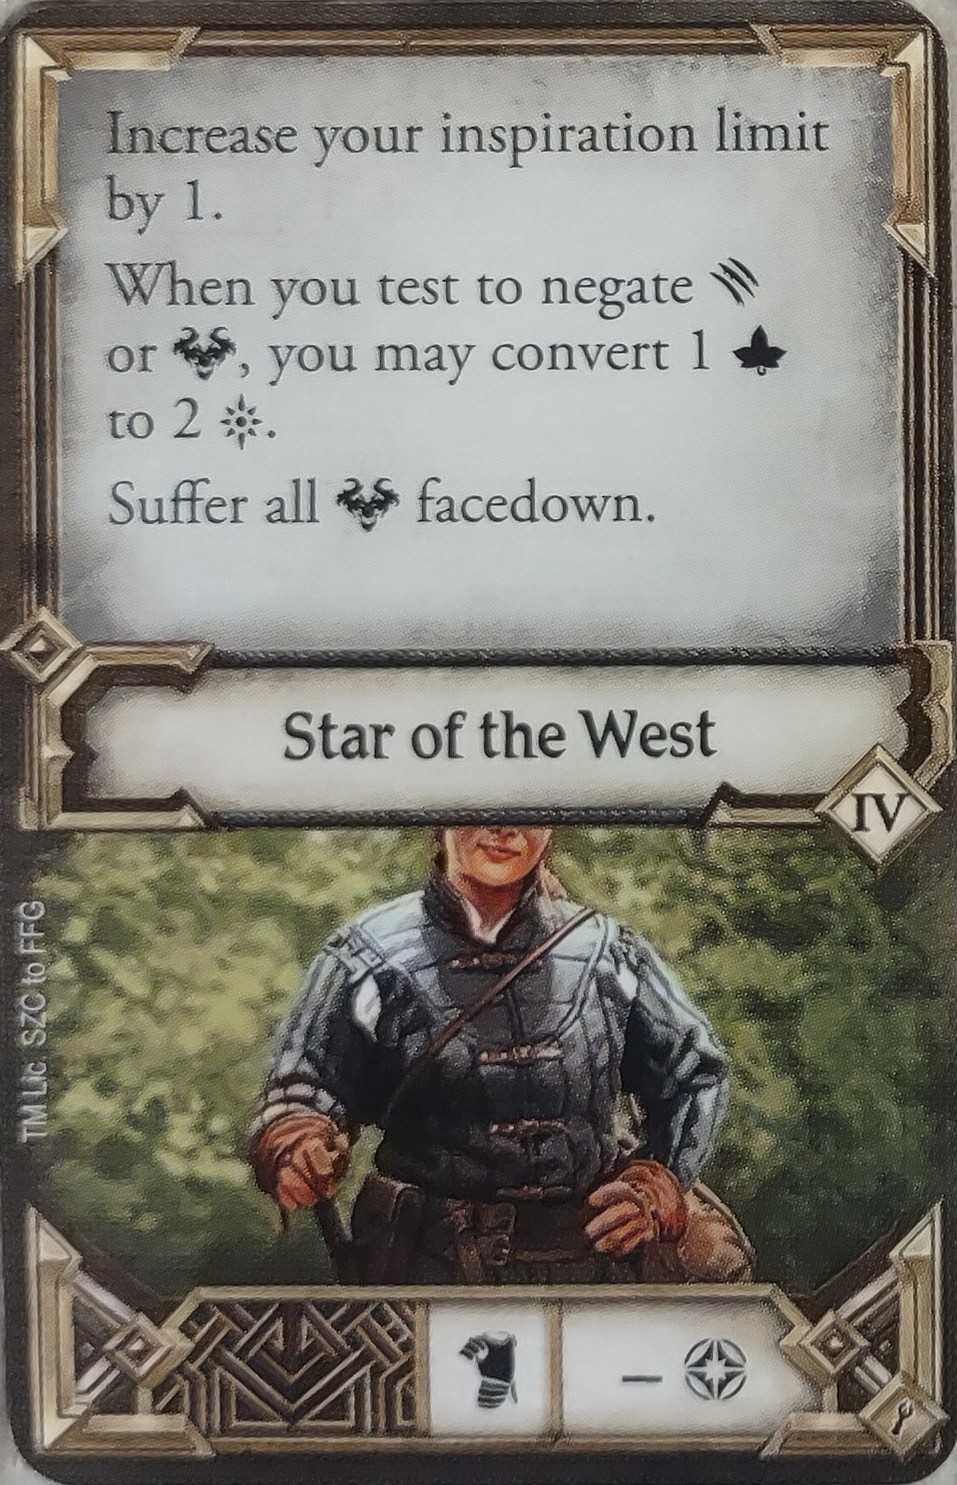 Increase your inspiration limit
by 1.
When you test to negate
or , you may convert 1
to 2 .
Suffer all facedown.
Star of the West
IV
TM Lic. SZC to FFG
—